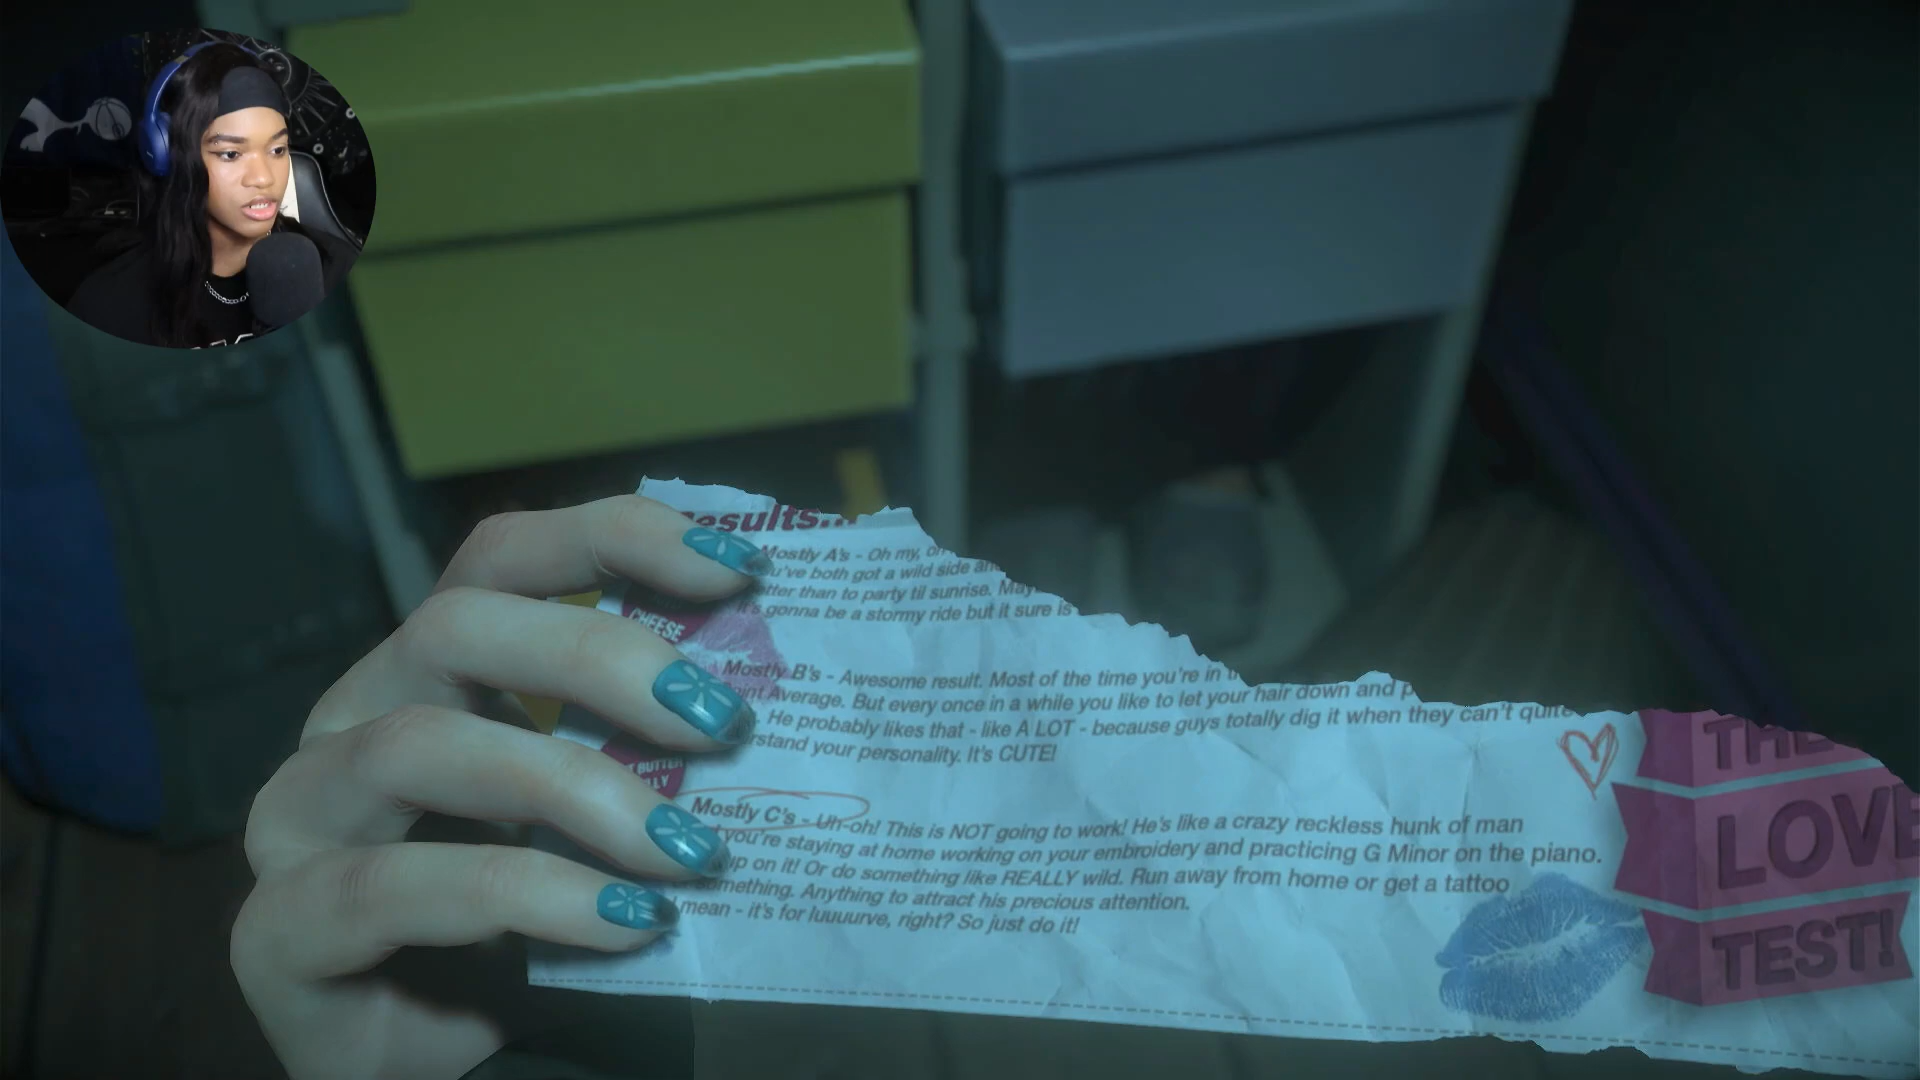 esults...
Mostly A's - Oh my, oh
u've both got a wild side and
tter than to party til sunrise. May
It's gonna be a stormy ride but it sure is
CHEESE
Mostly B's - Awesome result. Most of the time you're in
oint Average. But every once in a while you like to let your hair down and p
. He probably likes that - like A LOT - because guys totally dig it when they can't quite
rstand your personality. It's CUTE!
T BUTTER
LLY
Mostly C's - Uh-oh! This is NOT going to work! He's like a crazy reckless hunk of man
you're staying at home working on your embroidery and practicing G Minor on the piano.
up on it! Or do something like REALLY wild. Run away from home or get a tattoo
something. Anything to attract his precious attention.
I mean - it's for luuuurve, right? So just do it!
THE
LOVE
TEST!